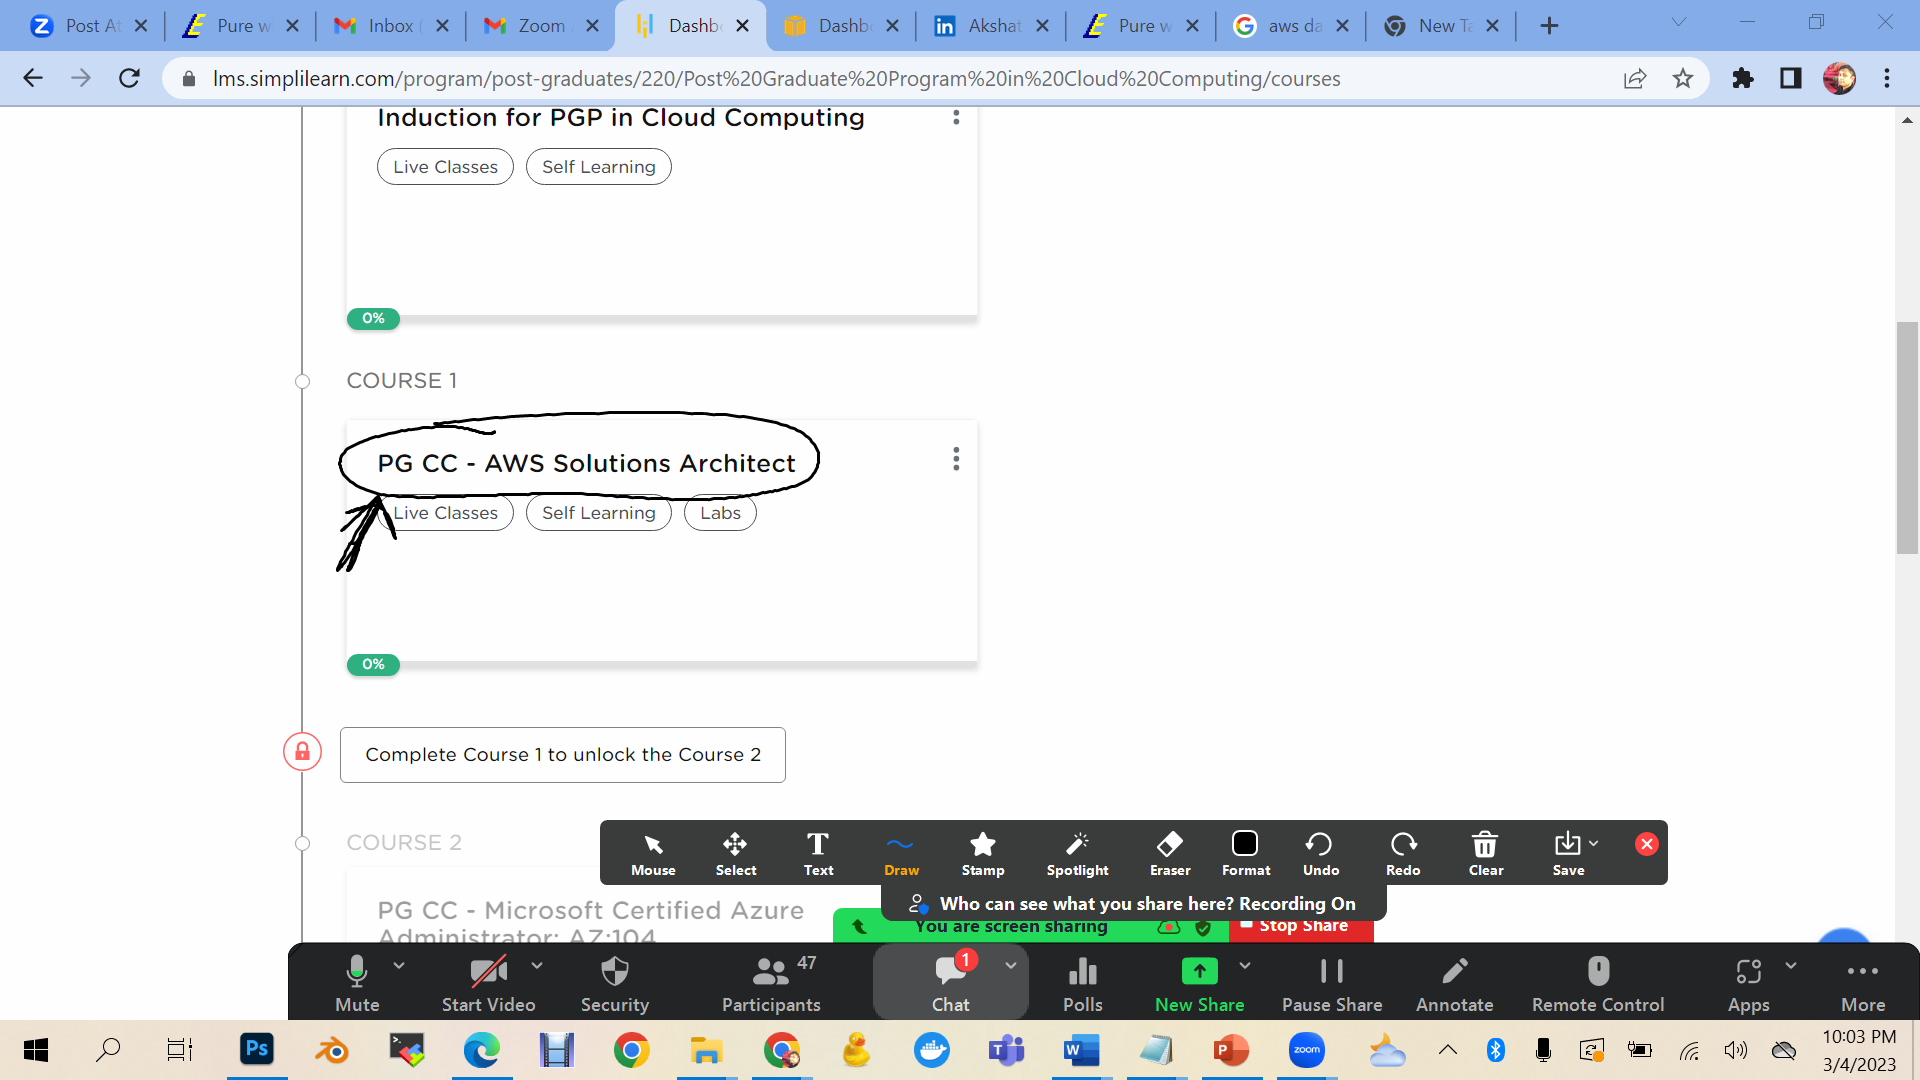 Post At
Pure w
Inbox (
Zoom
Dashb
Dashb
Akshat
Pure w
aws da
New Ta
lms.simplilearn.com/program/post-graduates/220/Post%20Graduate%20Program%20in%20Cloud%20Computing/courses
Induction for PGP in Cloud Computing
Live Classes
Self Learning
0%
COURSE 1
PG CC - AWS Solutions Architect
Live Classes
Self Learning
Labs
0%
Complete Course 1 to unlock the Course 2
COURSE 2
PG CC - Microsoft Certified Azure
Administrator: AZ:104
Mouse
Select
Text
Draw
Stamp
Spotlight
Eraser
Format
Undo
Redo
Clear
Save
Who can see what you share here? Recording On
You are screen sharing
Stop Share
Mute
Start Video
Security
Participants
47
Chat
1
Polls
New Share
Pause Share
Annotate
Remote Control
Apps
More
Ps
W
P
zoom
10:03 PM
3/4/2023